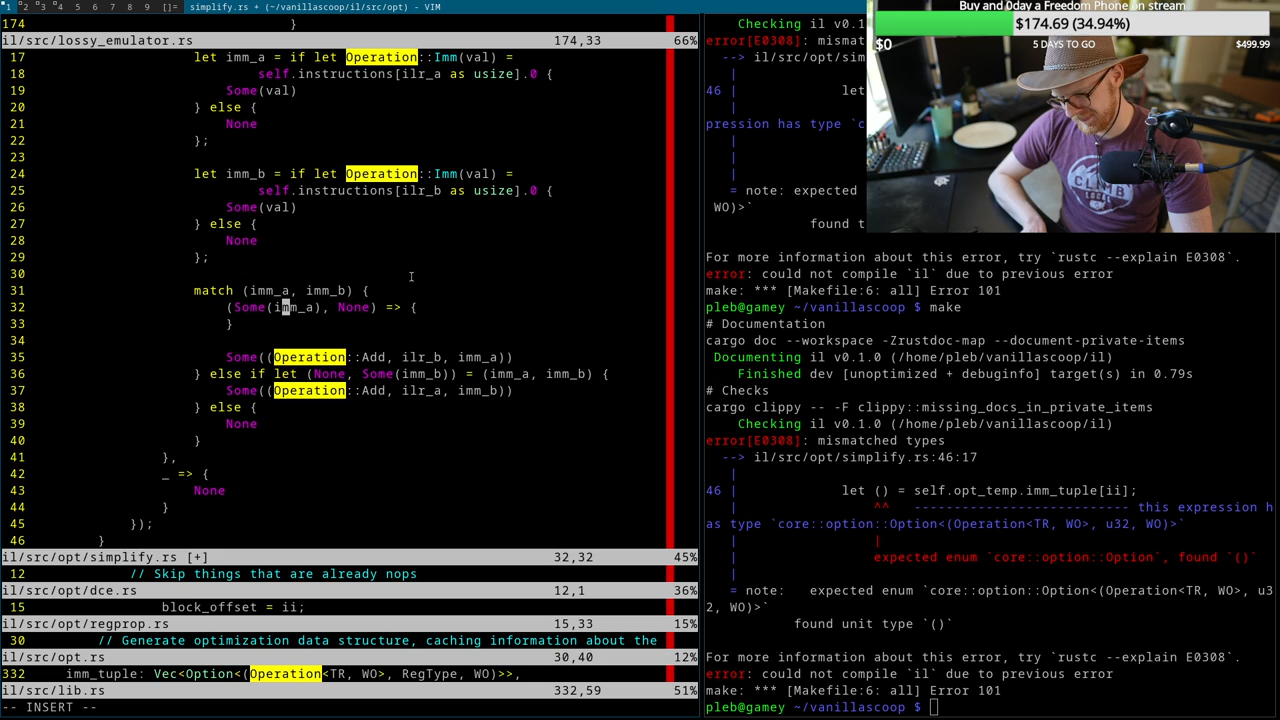 1 2 3 4 5 6 7 8 9 []= simplify.rs + (~/vanillascoop/il/src/opt) - VIM
174 }
il/src/lossy_emulator.rs 174,33 66%
17 let imm_a = if let Operation::Imm(val) =
18 self.instructions[ilr_a as usize].0 {
19 Some(val)
20 } else {
21 None
22 };
23
24 let imm_b = if let Operation::Imm(val) =
25 self.instructions[ilr_b as usize].0 {
26 Some(val)
27 } else {
28 None
29 };
30
31 match (imm_a, imm_b) {
32 (Some(imm_a), None) => {
33 }
34
35 Some((Operation::Add, ilr_b, imm_a))
36 } else if let (None, Some(imm_b)) = (imm_a, imm_b) {
37 Some((Operation::Add, ilr_a, imm_b))
38 } else {
39 None
40 }
41 },
42 _ => {
43 None
44 }
45 });
46 }
il/src/opt/simplify.rs [+] 32,32 45%
12 // Skip things that are already nops
il/src/opt/dce.rs 12,1 36%
15 block_offset = ii;
il/src/opt/regprop.rs 15,33 15%
30 // Generate optimization data structure, caching information about the
il/src/opt.rs 30,40 12%
332 imm_tuple: Vec<Option<(Operation<TR, WO>, RegType, WO)>>,
il/src/lib.rs 332,59 51%
-- INSERT --
Checking il v0.1
error[E0308]: mismat
--> il/src/opt/sim
|
46 | let
|
pression has type `c
|
|
|
= note: expected
WO)>`
found t
For more information about this error, try `rustc --explain E0308`.
error: could not compile `il` due to previous error
make: *** [Makefile:6: all] Error 101
pleb@gamey ~/vanillascoop $ make
# Documentation
cargo doc --workspace -Zrustdoc-map --document-private-items
Documenting il v0.1.0 (/home/pleb/vanillascoop/il)
Finished dev [unoptimized + debuginfo] target(s) in 0.79s
# Checks
cargo clippy -- -F clippy::missing_docs_in_private_items
Checking il v0.1.0 (/home/pleb/vanillascoop/il)
error[E0308]: mismatched types
--> il/src/opt/simplify.rs:46:17
|
46 | let () = self.opt_temp.imm_tuple[ii];
| ^^ --------------------------- this expression h
as type `core::option::Option<(Operation<TR, WO>, u32, WO)>`
| |
| expected enum `core::option::Option`, found `()`
|
= note: expected enum `core::option::Option<(Operation<TR, WO>, u3
2, WO)>`
found unit type `()`
For more information about this error, try `rustc --explain E0308`.
error: could not compile `il` due to previous error
make: *** [Makefile:6: all] Error 101
pleb@gamey ~/vanillascoop $
Buy and 0day a Freedom Phone on stream
$174.69 (34.94%)
$0 5 DAYS TO GO $499.99
CLIMB
LOCAL